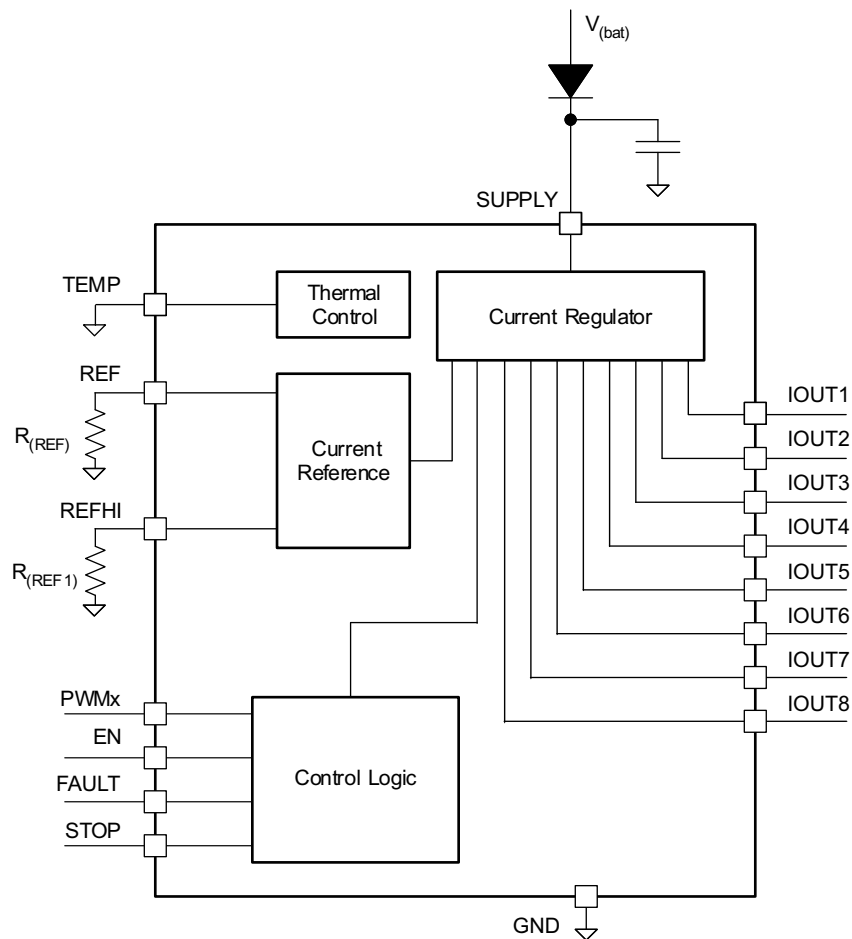 V(bat)
SUPPLY
TEMP
Thermal
Control
Current Regulator
REF
R(REF)
Current
Reference
REFHI
R(REF1)
IOUT1
IOUT2
IOUT3
IOUT4
IOUT5
IOUT6
IOUT7
IOUT8
PWMx
EN
FAULT
STOP
Control Logic
GND